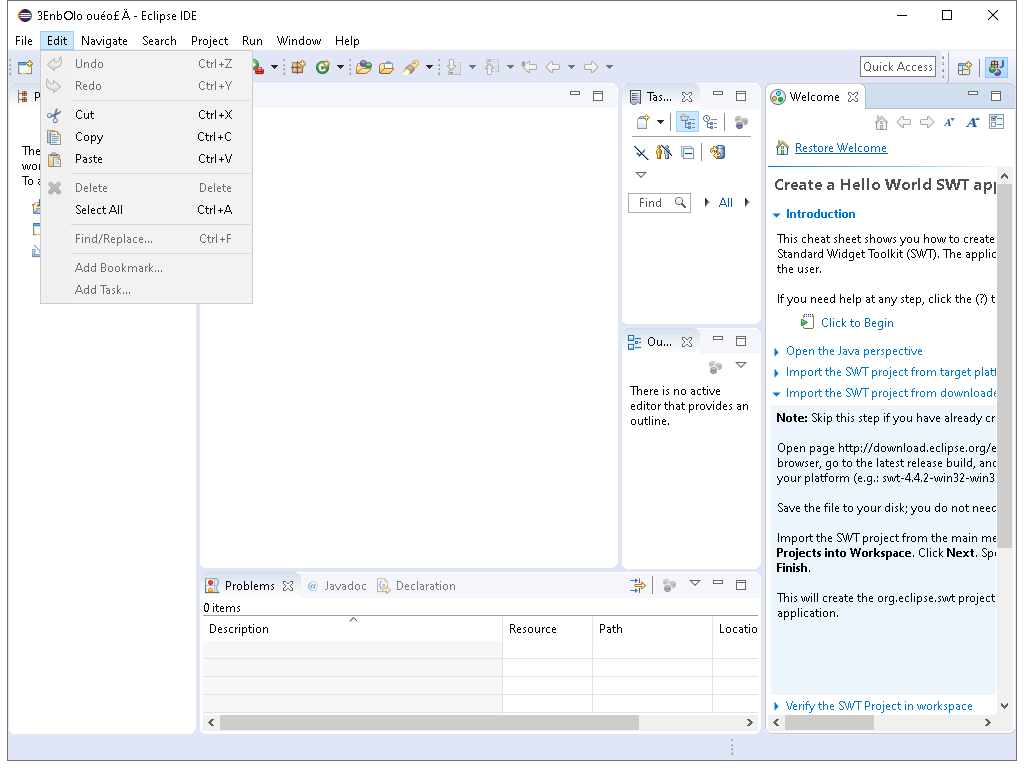 3EnbOlo ouéo£ Ä - Eclipse IDE
File Edit Navigate Search Project Run Window Help
Quick Access
Undo Ctrl+Z
Redo Ctrl+Y
Cut Ctrl+X
Copy Ctrl+C
Paste Ctrl+V
Delete Delete
Select All Ctrl+A
Find/Replace... Ctrl+F
Add Bookmark...
Add Task...
P
The
wor
To a
Tas...
Find
All
Ou...
There is no active
editor that provides an
outline.
Problems @ Javadoc Declaration
0 items
Description Resource Path Locatio
Welcome
Restore Welcome
Create a Hello World SWT app
Introduction
This cheat sheet shows you how to create
Standard Widget Toolkit (SWT). The applic
the user.
If you need help at any step, click the (?) t
Click to Begin
Open the Java perspective
Import the SWT project from target platf
Import the SWT project from downloade
Note: Skip this step if you have already cr
Open page http://download.eclipse.org/e
browser, go to the latest release build, and
your platform (e.g.: swt-4.4.2-win32-win3
Save the file to your disk; you do not need
Import the SWT project from the main me
Projects into Workspace. Click Next. Spe
Finish.
This will create the org.eclipse.swt project
application.
Verify the SWT Project in workspace